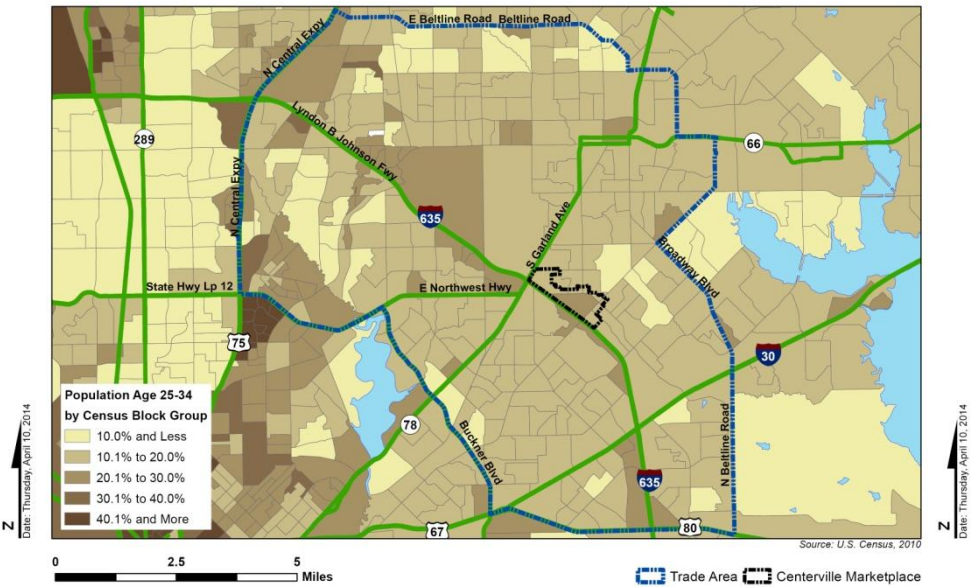 E Beltline Road Beltline Road
N Central Expy
Lyndon B Johnson Fwy
289
66
N Central Expy
635
S Garland Ave
Broadway Blvd
State Hwy Lp 12
E Northwest Hwy
75
30
Population Age 25-34
by Census Block Group
10.0% and Less
10.1% to 20.0%
20.1% to 30.0%
30.1% to 40.0%
40.1% and More
78
Buckner Blvd
N Beltline Road
635
67
80
Z
Date: Thursday, April 10, 2014
Z
Date: Thursday, April 10, 2014
Source: U.S. Census, 2010
0 2.5 5
Miles
Trade Area
Centerville Marketplace